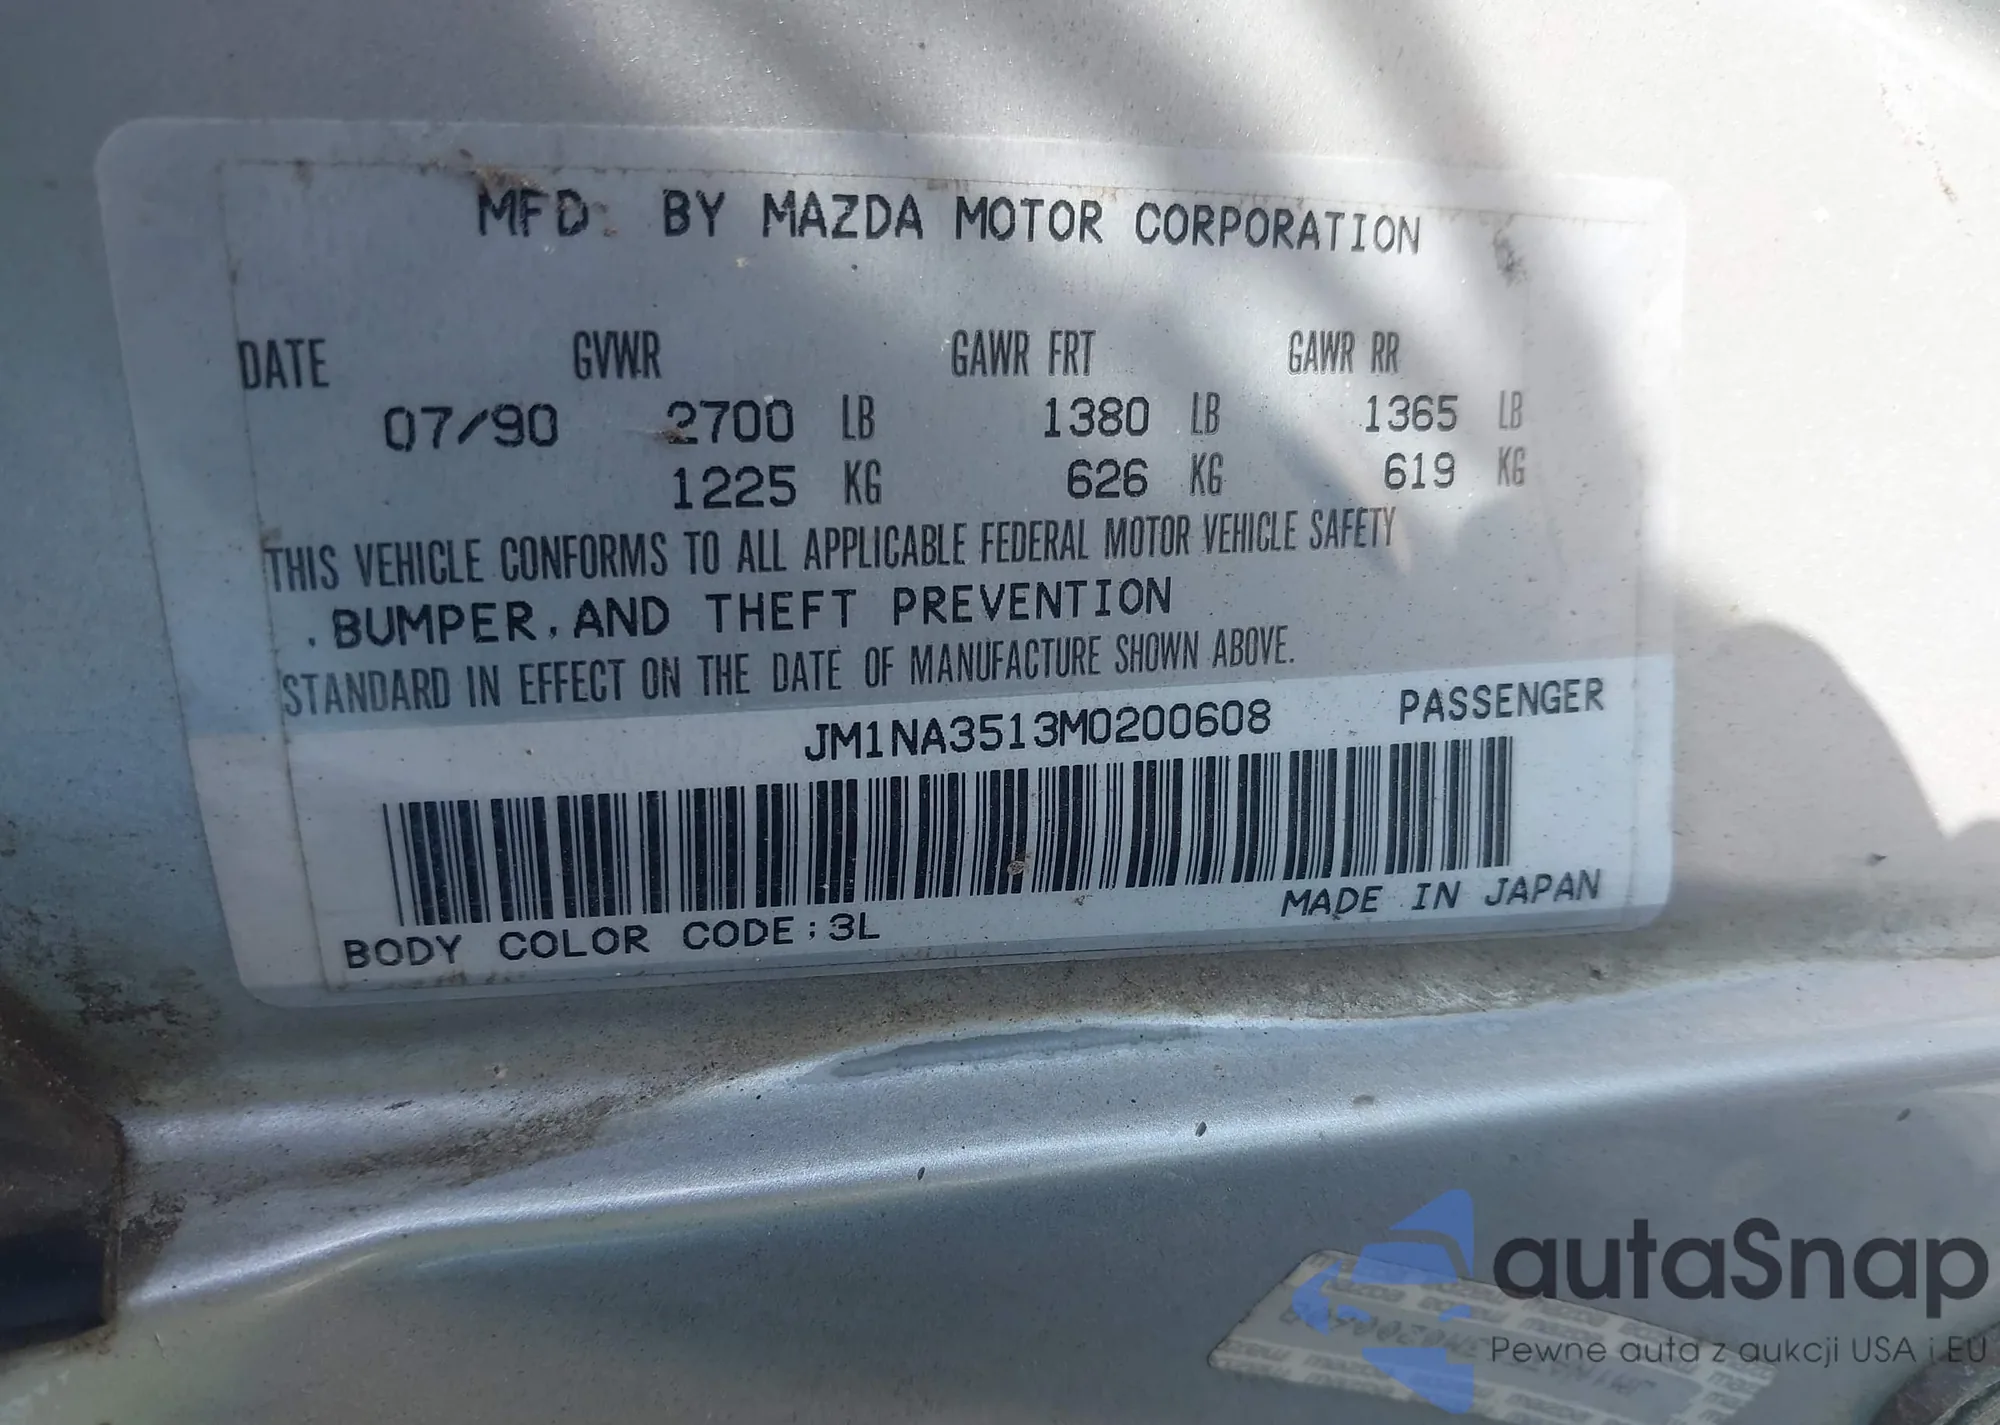 MFD. BY MAZDA MOTOR CORPORATION
DATE GVWR GAWR FRT GAWR RR
07/90 2700 LB 1380 LB 1365 LB
1225 KG 626 KG 619 KG
THIS VEHICLE CONFORMS TO ALL APPLICABLE FEDERAL MOTOR VEHICLE SAFETY
. BUMPER, AND THEFT PREVENTION
STANDARD IN EFFECT ON THE DATE OF MANUFACTURE SHOWN ABOVE.
JM1NA3513M0200608 PASSENGER
BODY COLOR CODE:3L MADE IN JAPAN
autaSnap
Pewne auta z aukcji USA i EU